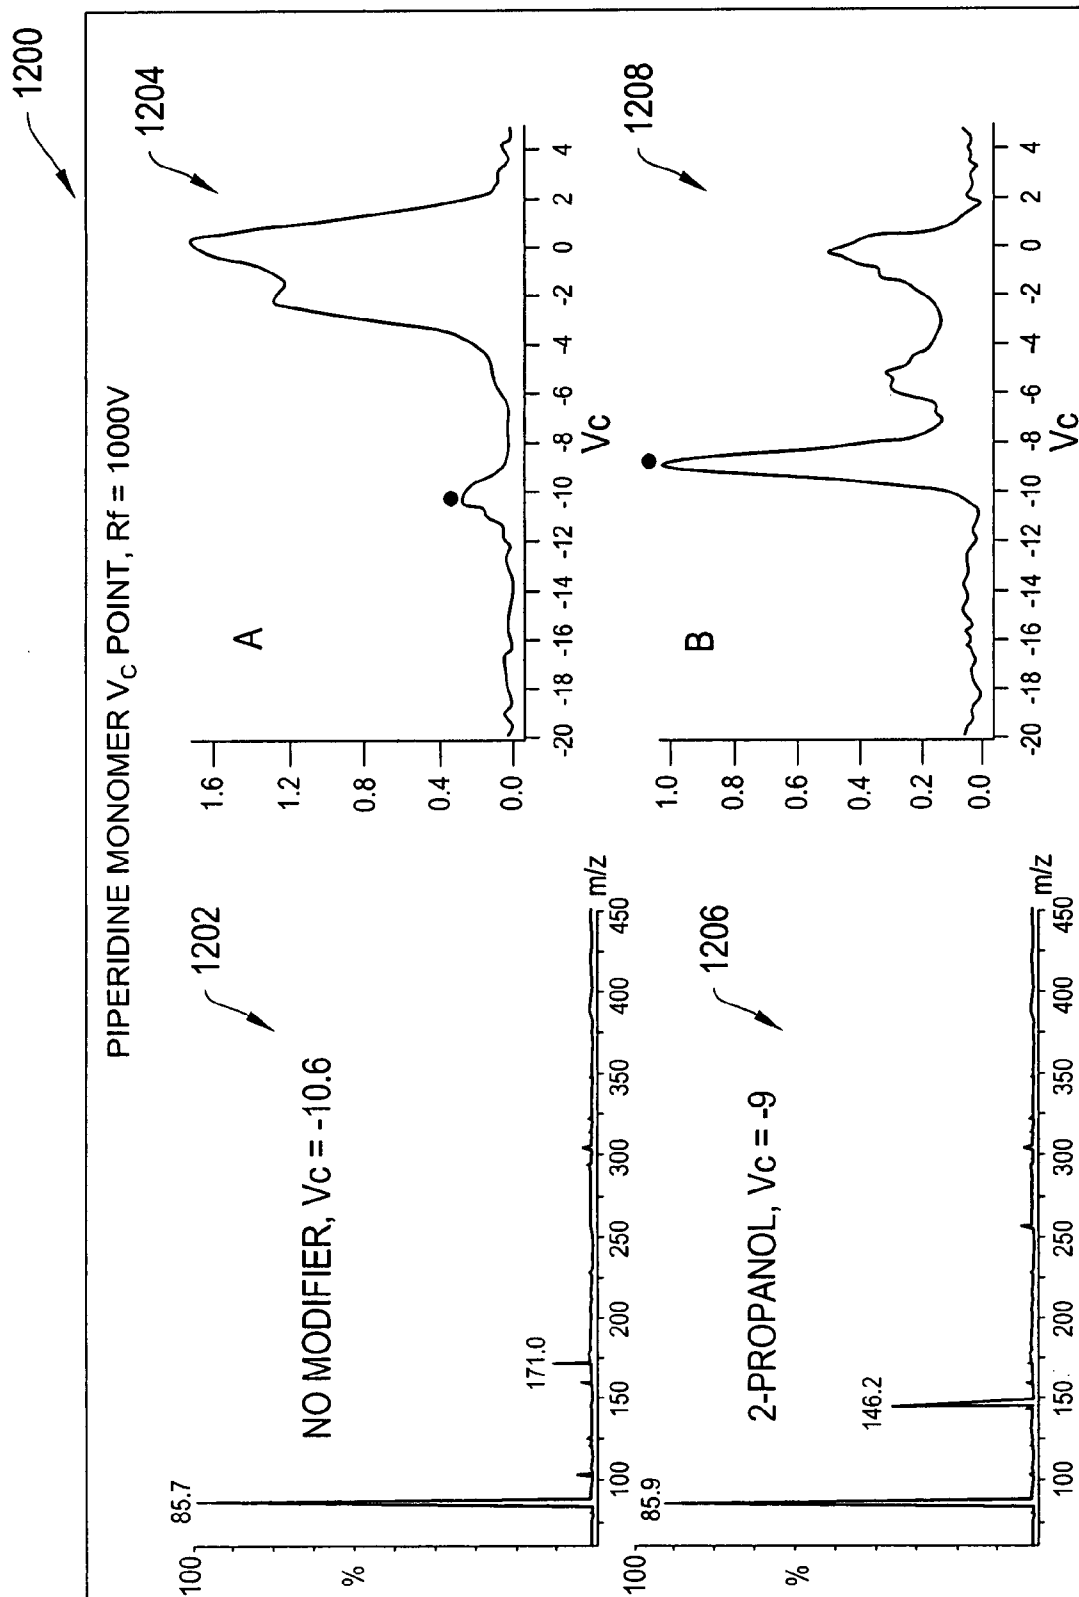 1200
PIPERIDINE MONOMER VC POINT, Rf = 1000V
1202
NO MODIFIER, Vc = -10.6
100
%
85.7
171.0
100 150 200 250 300 350 400 450 m/z
1204
A
1.6
1.2
0.8
0.4
0.0
-20 -18 -16 -14 -12 -10 -8 -6 -4 -2 0 2 4
Vc
1206
2-PROPANOL, Vc = -9
100
%
85.9
146.2
100 150 200 250 300 350 400 450 m/z
1208
B
1.0
0.8
0.6
0.4
0.2
0.0
-20 -18 -16 -14 -12 -10 -8 -6 -4 -2 0 2 4
Vc